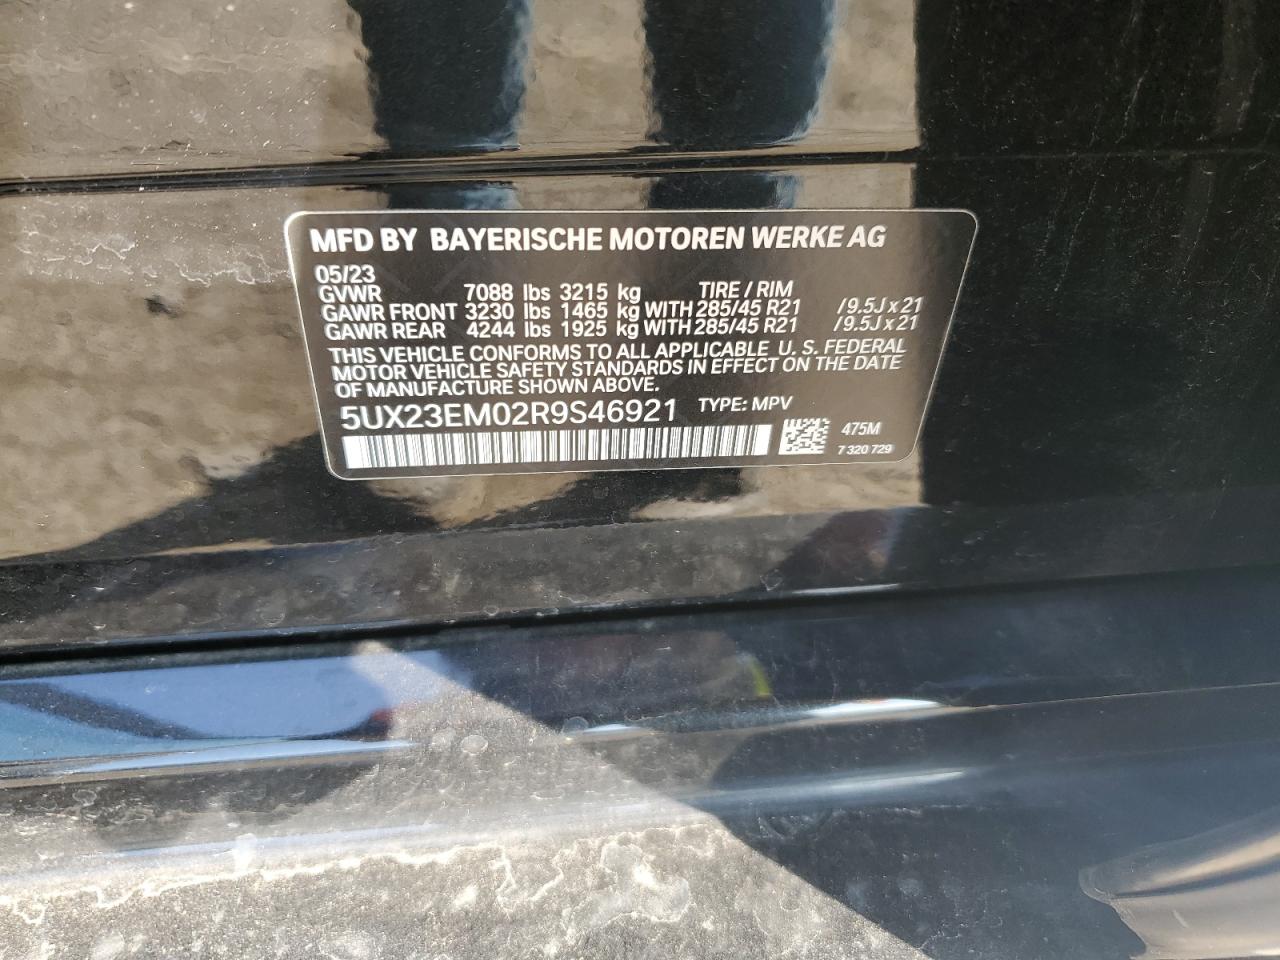 MFD BY BAYERISCHE MOTOREN WERKE AG
05/23
GVWR 7088 lbs 3215 kg TIRE / RIM
GAWR FRONT 3230 lbs 1465 kg WITH 285/45 R21 /9.5J x 21
GAWR REAR 4244 lbs 1925 kg WITH 285/45 R21 /9.5J x 21
THIS VEHICLE CONFORMS TO ALL APPLICABLE U. S. FEDERAL
MOTOR VEHICLE SAFETY STANDARDS IN EFFECT ON THE DATE
OF MANUFACTURE SHOWN ABOVE.
5UX23EM02R9S46921 TYPE: MPV
475M
7 320 729